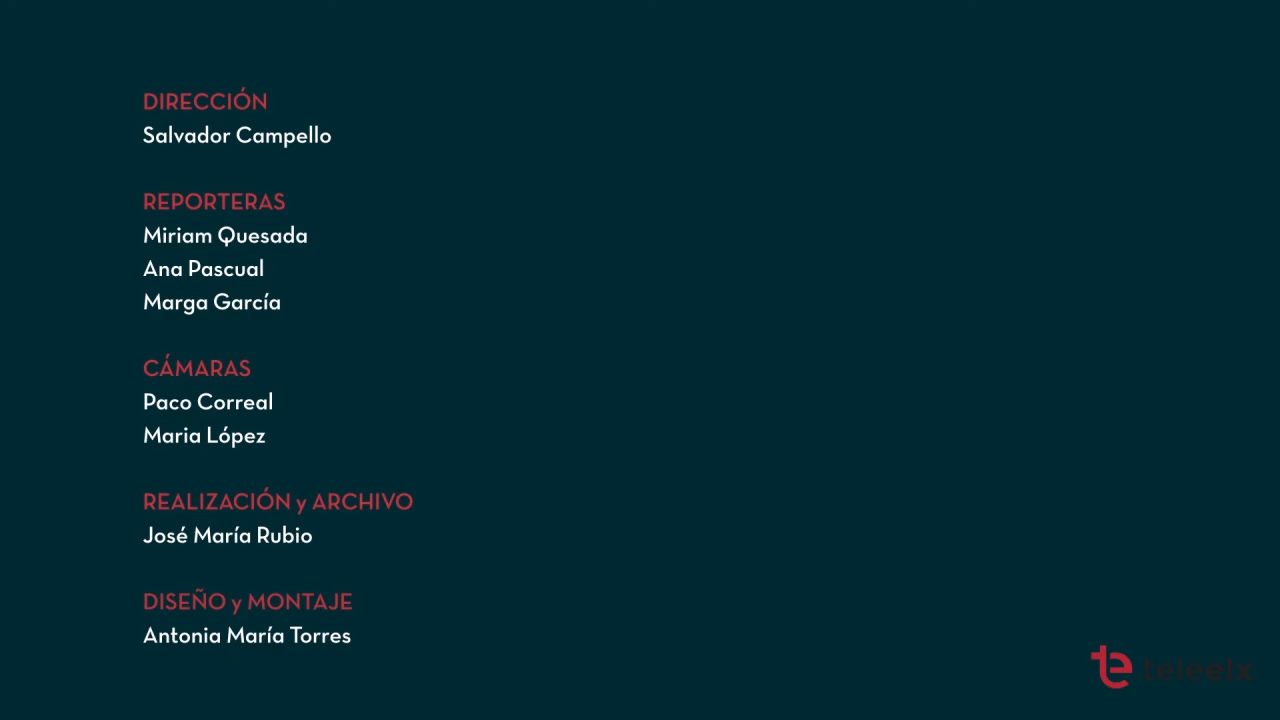 DIRECCIÓN
Salvador Campello
REPORTERAS
Miriam Quesada
Ana Pascual
Marga García
CÁMARAS
Paco Correal
Maria López
REALIZACIÓN y ARCHIVO
José María Rubio
DISEÑO y MONTAJE
Antonia María Torres
te teleelx